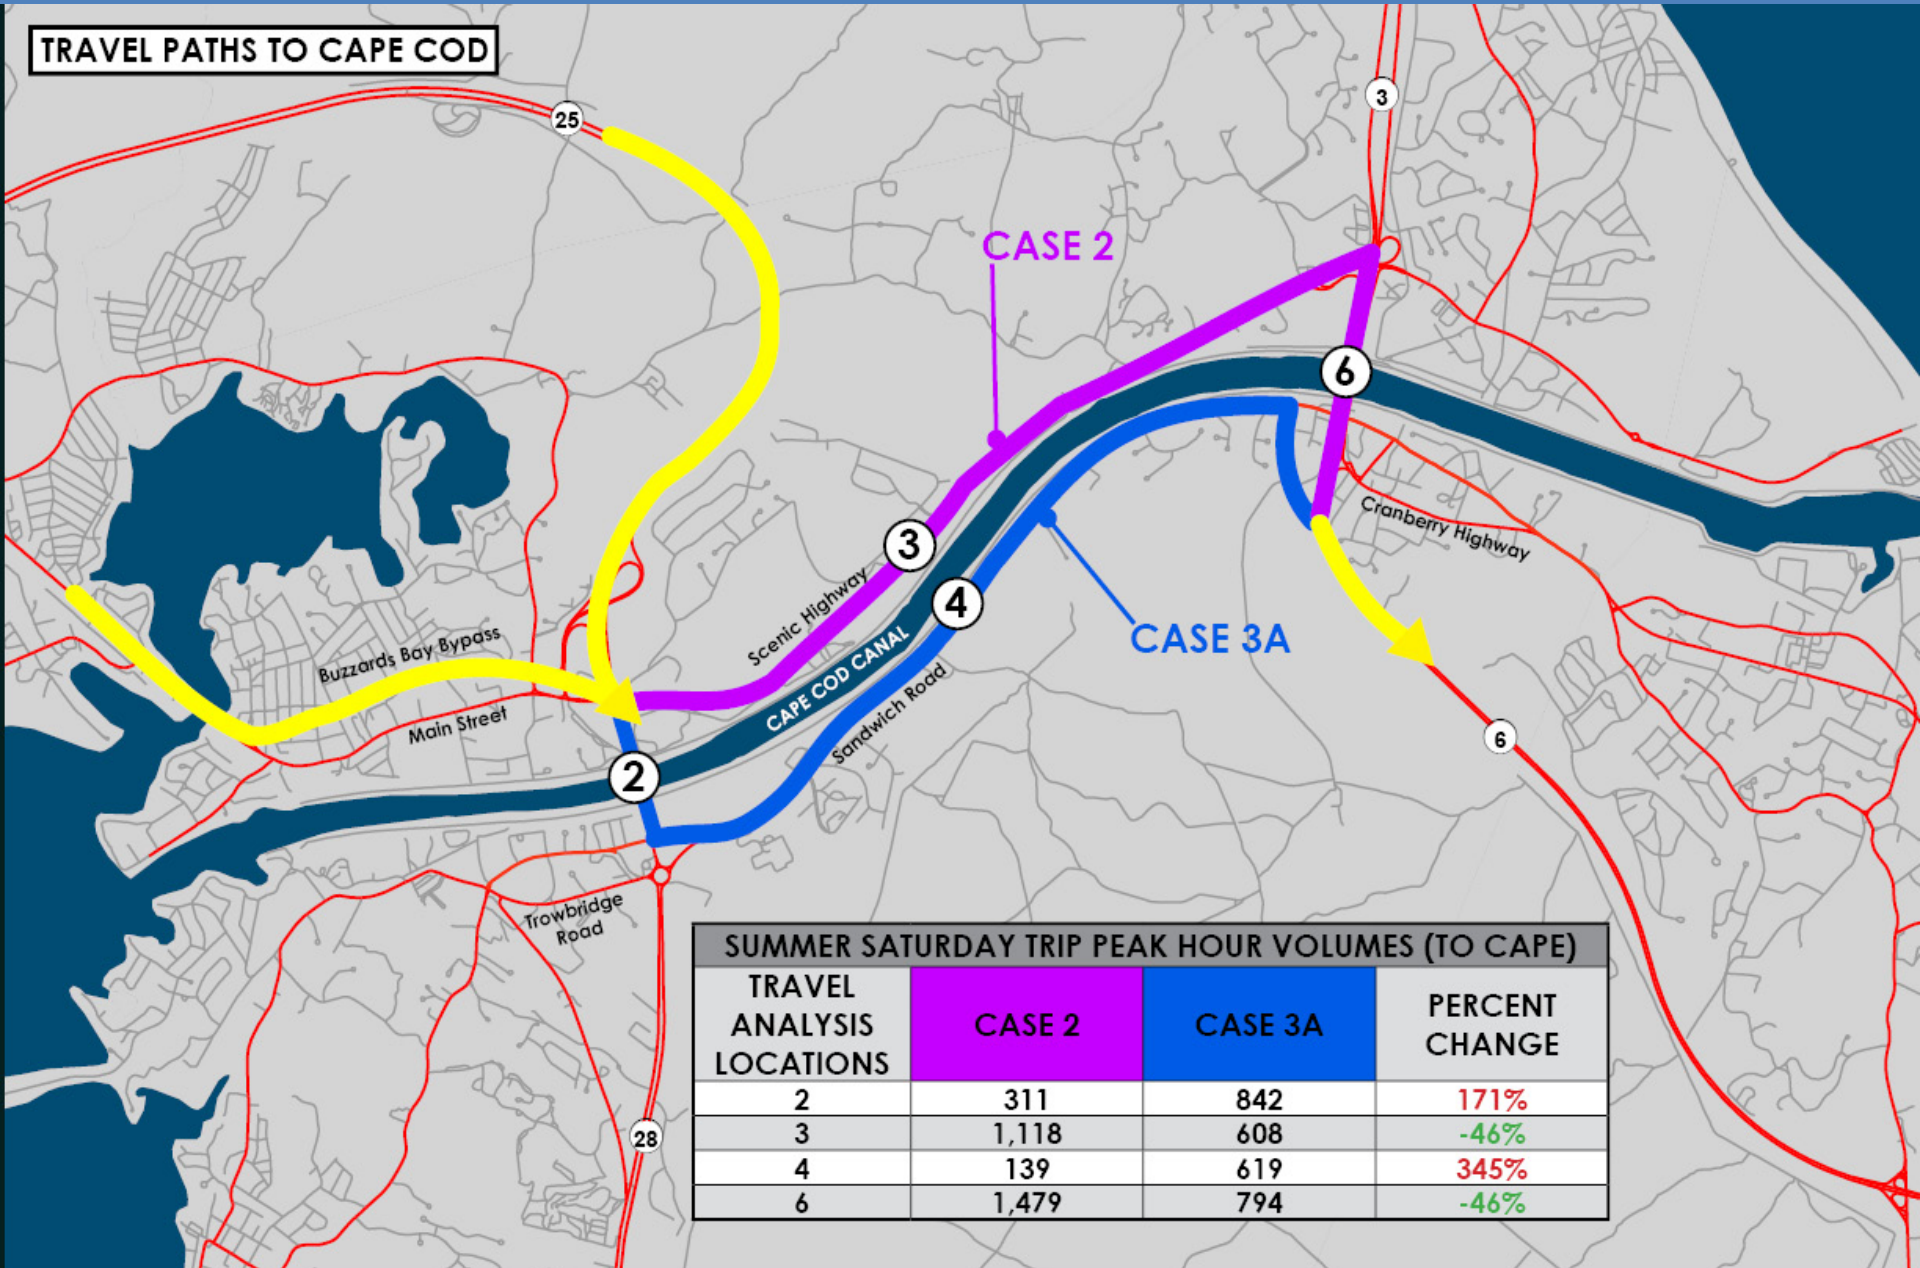 TRAVEL PATHS TO CAPE COD
25
3
CASE 2
6
Cranberry Highway
3
Scenic Highway
4
CASE 3A
CAPE COD CANAL
Buzzards Bay Bypass
Main Street
Sandwich Road
6
2
Trowbridge
Road
28
SUMMER SATURDAY TRIP PEAK HOUR VOLUMES (TO CAPE)
TRAVEL
ANALYSIS
LOCATIONS
CASE 2
CASE 3A
PERCENT
CHANGE
2 311 842 171%
3 1,118 608 -46%
4 139 619 345%
6 1,479 794 -46%